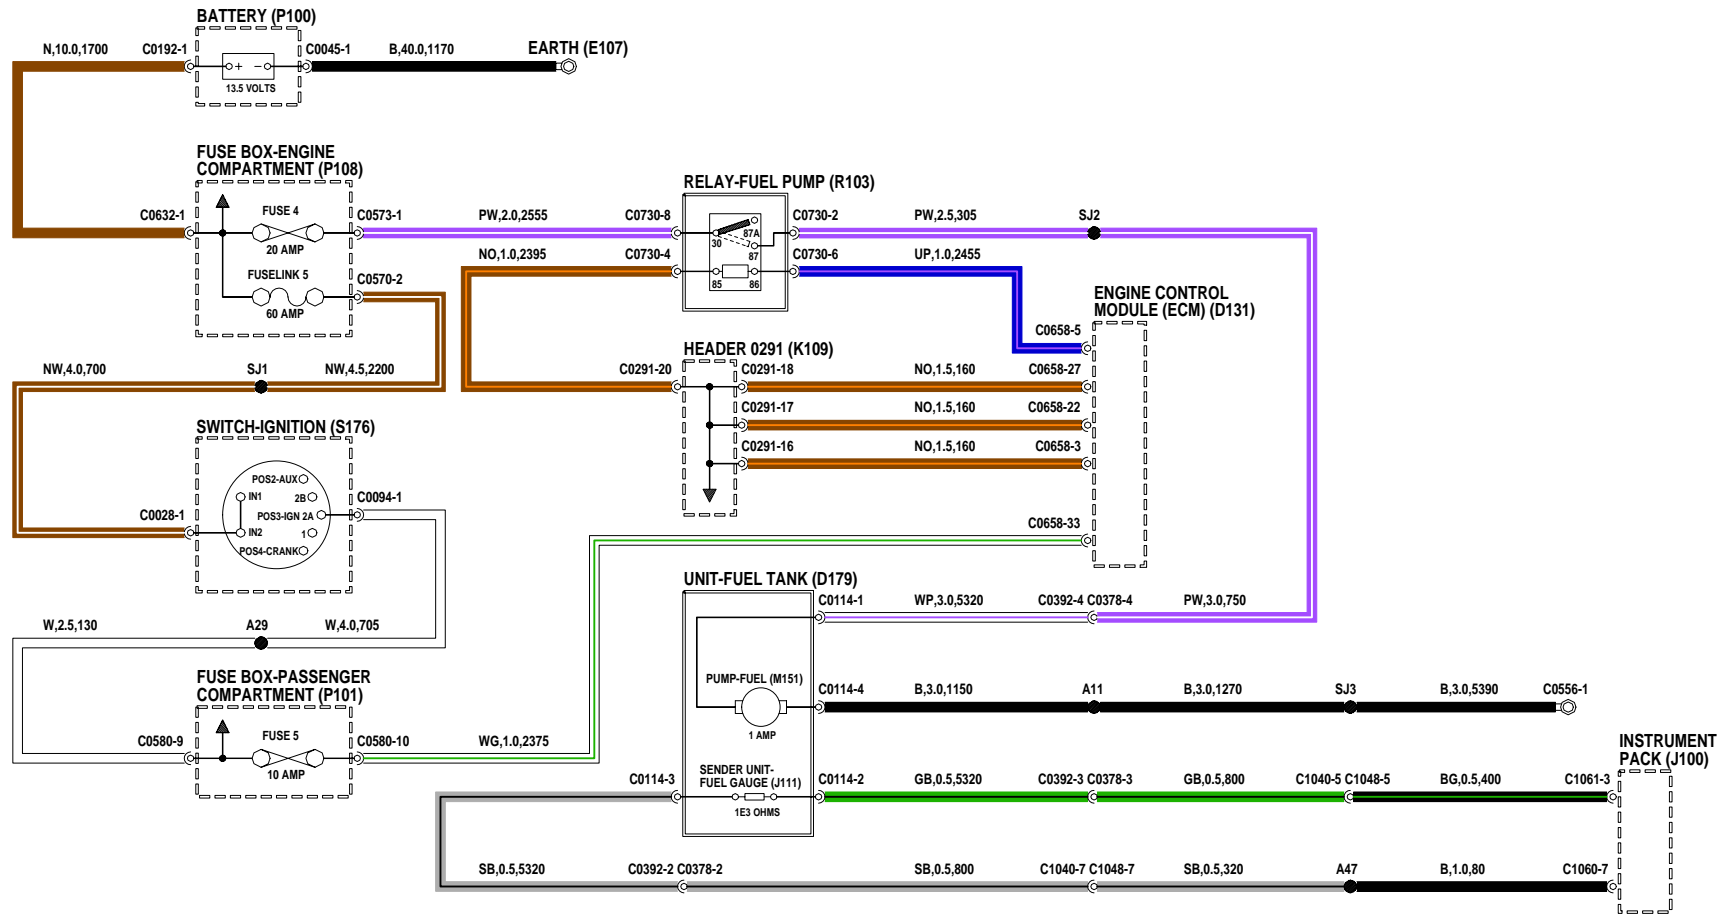 BATTERY (P100)
N,10.0,1700
C0192-1
C0045-1
B,40.0,1170
EARTH (E107)
+ -
13.5 VOLTS
FUSE BOX-ENGINE
COMPARTMENT (P108)
C0632-1
FUSE 4
20 AMP
C0573-1
PW,2.0,2555
C0730-8
RELAY-FUEL PUMP (R103)
30
87A
87
85
86
C0730-2
PW,2.5,305
SJ2
NO,1.0,2395
C0730-4
C0730-6
UP,1.0,2455
FUSELINK 5
60 AMP
C0570-2
ENGINE CONTROL
MODULE (ECM) (D131)
C0658-5
NW,4.0,700
SJ1
NW,4.5,2200
HEADER 0291 (K109)
C0291-20
C0291-18
NO,1.5,160
C0658-27
C0291-17
NO,1.5,160
C0658-22
C0291-16
NO,1.5,160
C0658-3
SWITCH-IGNITION (S176)
POS2-AUX
IN1
2B
POS3-IGN 2A
IN2
1
POS4-CRANK
C0028-1
C0094-1
C0658-33
UNIT-FUEL TANK (D179)
C0114-1
WP,3.0,5320
C0392-4 C0378-4
PW,3.0,750
W,2.5,130
A29
W,4.0,705
FUSE BOX-PASSENGER
COMPARTMENT (P101)
C0580-9
FUSE 5
10 AMP
C0580-10
WG,1.0,2375
PUMP-FUEL (M151)
1 AMP
C0114-4
B,3.0,1150
A11
B,3.0,1270
SJ3
B,3.0,5390
C0556-1
INSTRUMENT
PACK (J100)
C0114-3
SENDER UNIT-
FUEL GAUGE (J111)
1E3 OHMS
C0114-2
GB,0.5,5320
C0392-3 C0378-3
GB,0.5,800
C1040-5 C1048-5
BG,0.5,400
C1061-3
SB,0.5,5320
C0392-2 C0378-2
SB,0.5,800
C1040-7 C1048-7
SB,0.5,320
A47
B,1.0,80
C1060-7